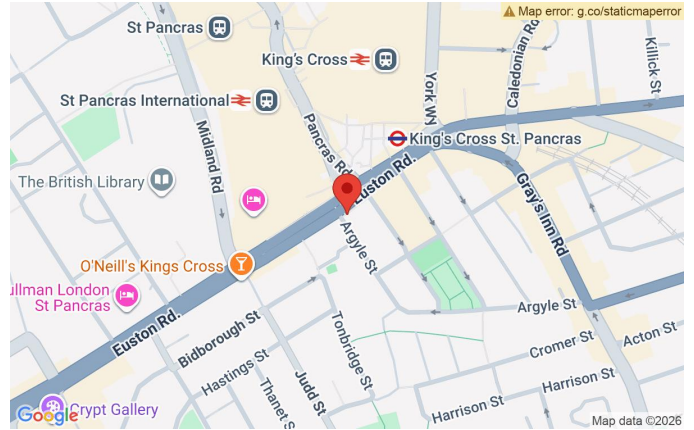 Map error: g.co/staticmaperror
St Pancras
King's Cross
Killick St
Caledonian Rd
York Wy
St Pancras International
Pancras Rd
King's Cross St. Pancras
Midland Rd
The British Library
Euston Rd.
Gray's Inn Rd
Argyle St
O'Neill's Kings Cross
ullman London
St Pancras
Argyle St
Euston Rd.
Bidborough St
Tonbridge St
Cromer St
Acton St
Hastings St
Judd St
Thanet S
Harrison St
Harrison St
Crypt Gallery
Google
Map data ©2026